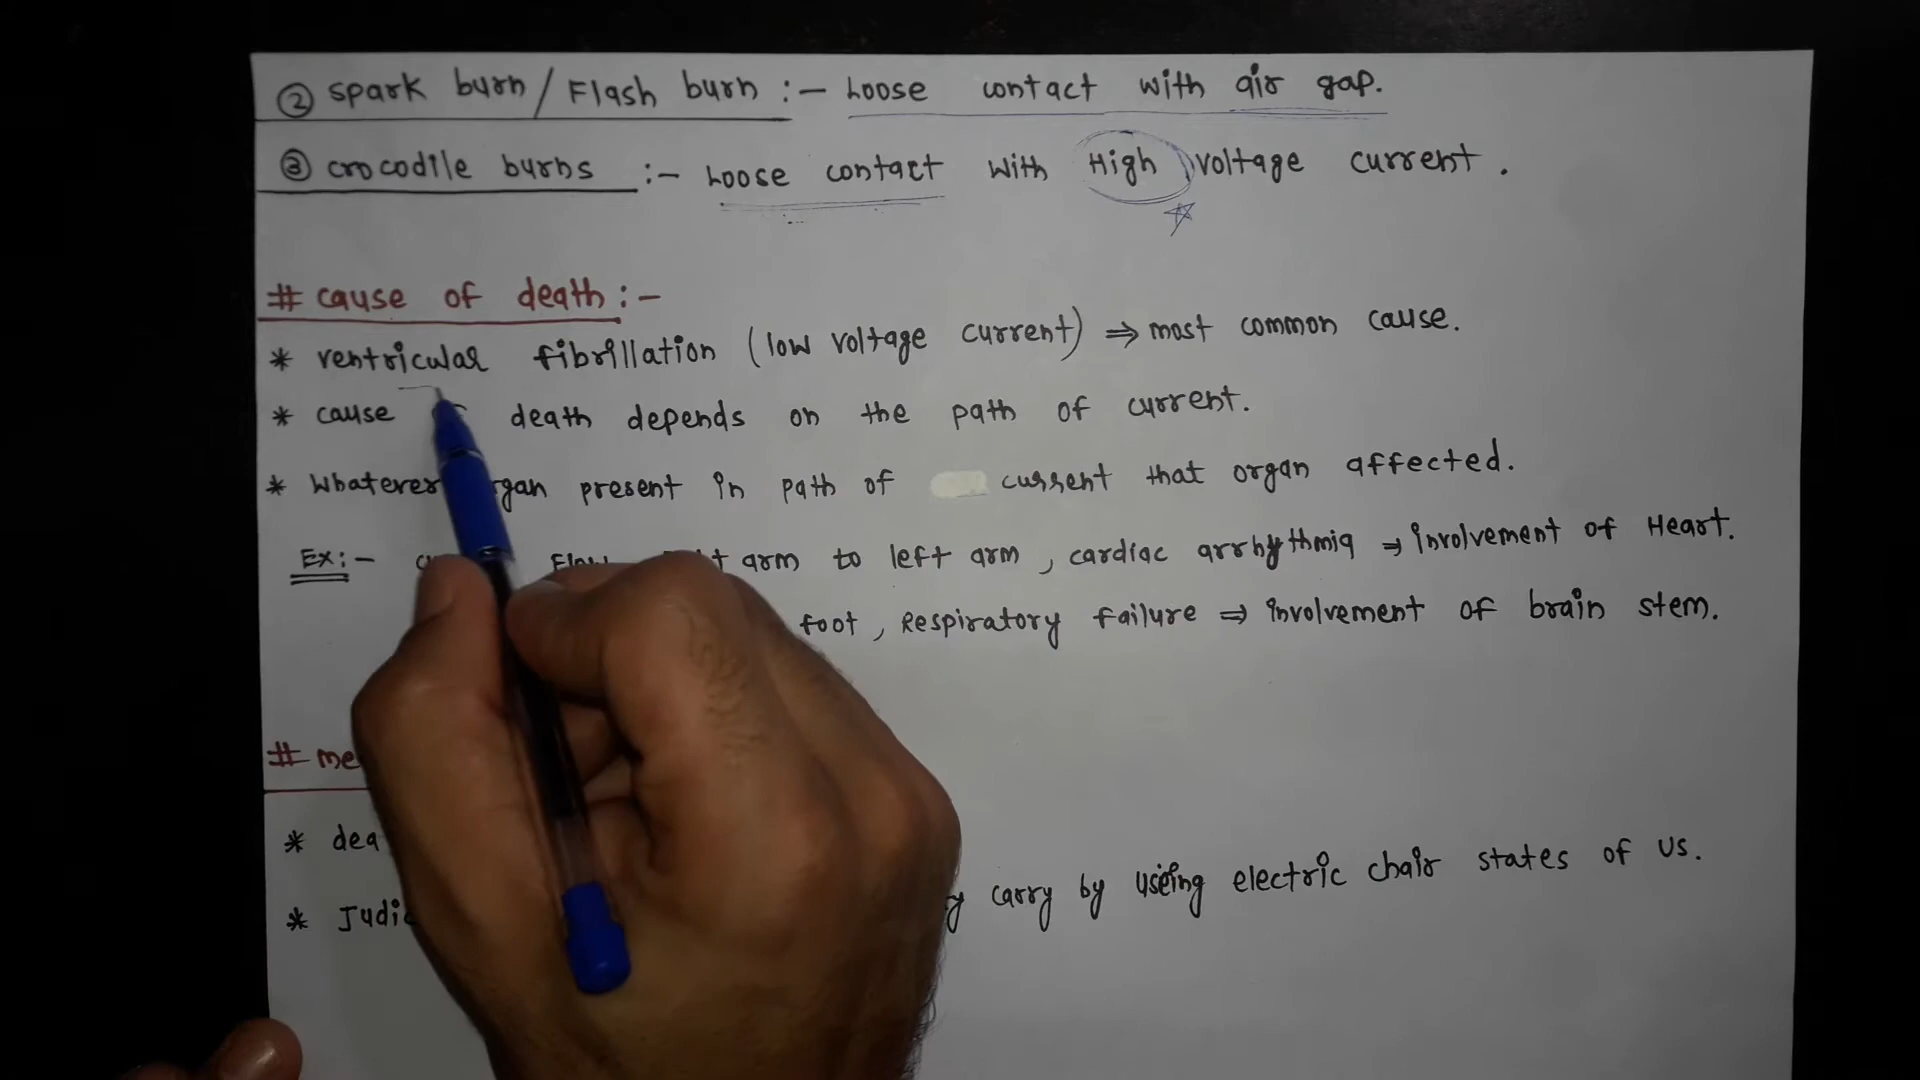 ② Spark burn/Flash burn :- Loose contact with air gap.
③ crocodile burns :- Loose contact with High voltage current.
# cause of death :-
* ventricular fibrillation (low voltage current) ⇒ most common cause.
* cause death depends on the path of current.
* Whatever organ present in path of current that organ affected.
Ex:- arm to left arm, cardiac arrhythmia ⇒ involvement of Heart.
foot, Respiratory failure ⇒ involvement of brain stem.
#
*
* carry by useing electric chair states of US.